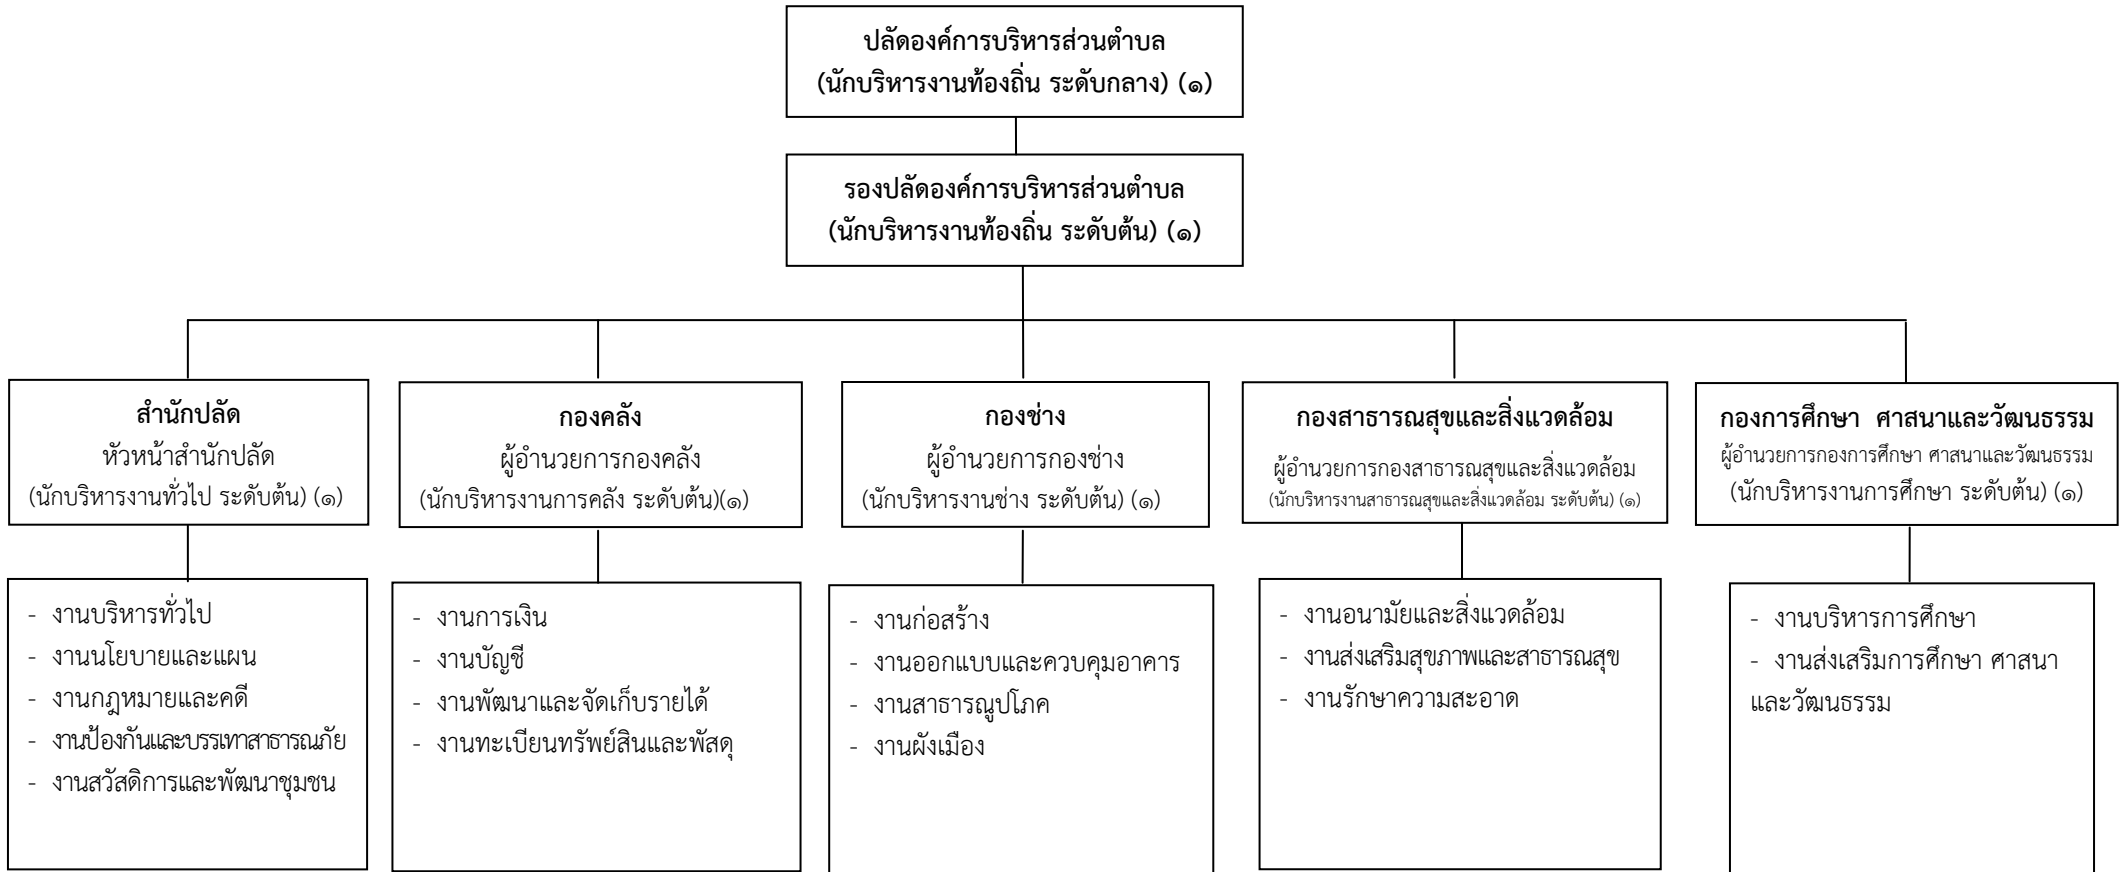 ปลัดองค์การบริหารส่วนตำบล
(นักบริหารงานท้องถิ่น ระดับกลาง) (๑)
รองปลัดองค์การบริหารส่วนตำบล
(นักบริหารงานท้องถิ่น ระดับต้น) (๑)
สำนักปลัด
หัวหน้าสำนักปลัด
(นักบริหารงานทั่วไป ระดับต้น) (๑)
กองคลัง
ผู้อำนวยการกองคลัง
(นักบริหารงานการคลัง ระดับต้น)(๑)
กองช่าง
ผู้อำนวยการกองช่าง
(นักบริหารงานช่าง ระดับต้น) (๑)
กองสาธารณสุขและสิ่งแวดล้อม
ผู้อำนวยการกองสาธารณสุขและสิ่งแวดล้อม
(นักบริหารงานสาธารณสุขและสิ่งแวดล้อม ระดับต้น) (๑)
กองการศึกษา ศาสนาและวัฒนธรรม
ผู้อำนวยการกองการศึกษา ศาสนาและวัฒนธรรม
(นักบริหารงานการศึกษา ระดับต้น) (๑)
- งานบริหารทั่วไป
- งานนโยบายและแผน
- งานกฎหมายและคดี
- งานป้องกันและบรรเทาสาธารณภัย
- งานสวัสดิการและพัฒนาชุมชน
- งานการเงิน
- งานบัญชี
- งานพัฒนาและจัดเก็บรายได้
- งานทะเบียนทรัพย์สินและพัสดุ
- งานก่อสร้าง
- งานออกแบบและควบคุมอาคาร
- งานสาธารณูปโภค
- งานผังเมือง
- งานอนามัยและสิ่งแวดล้อม
- งานส่งเสริมสุขภาพและสาธารณสุข
- งานรักษาความสะอาด
- งานบริหารการศึกษา
- งานส่งเสริมการศึกษา ศาสนา
และวัฒนธรรม